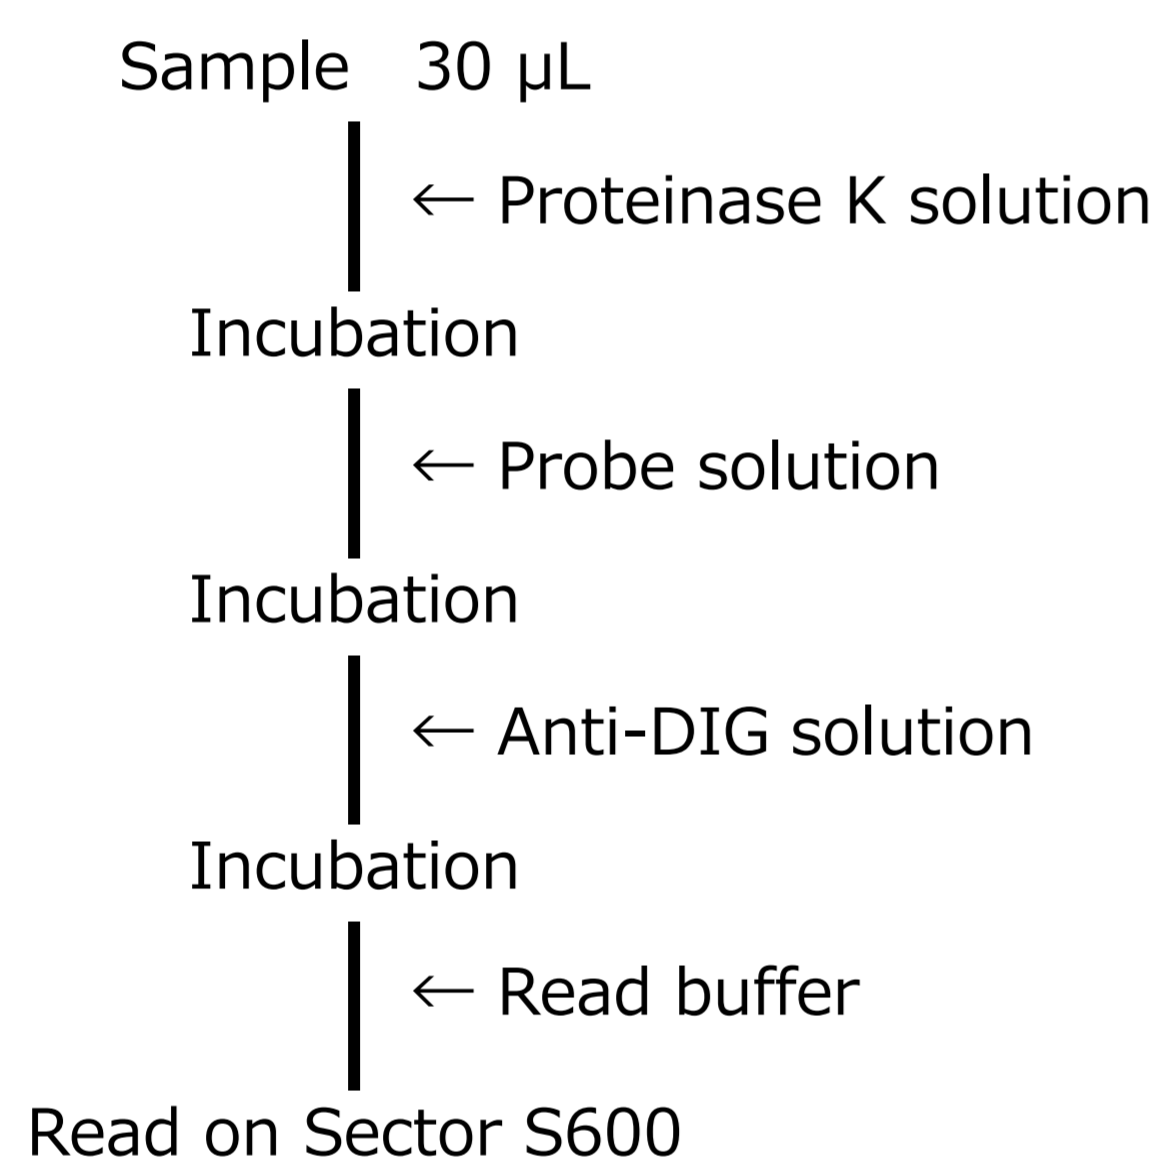 Sample 30 µL
← Proteinase K solution
Incubation
← Probe solution
Incubation
← Anti-DIG solution
Incubation
← Read buffer
Read on Sector S600